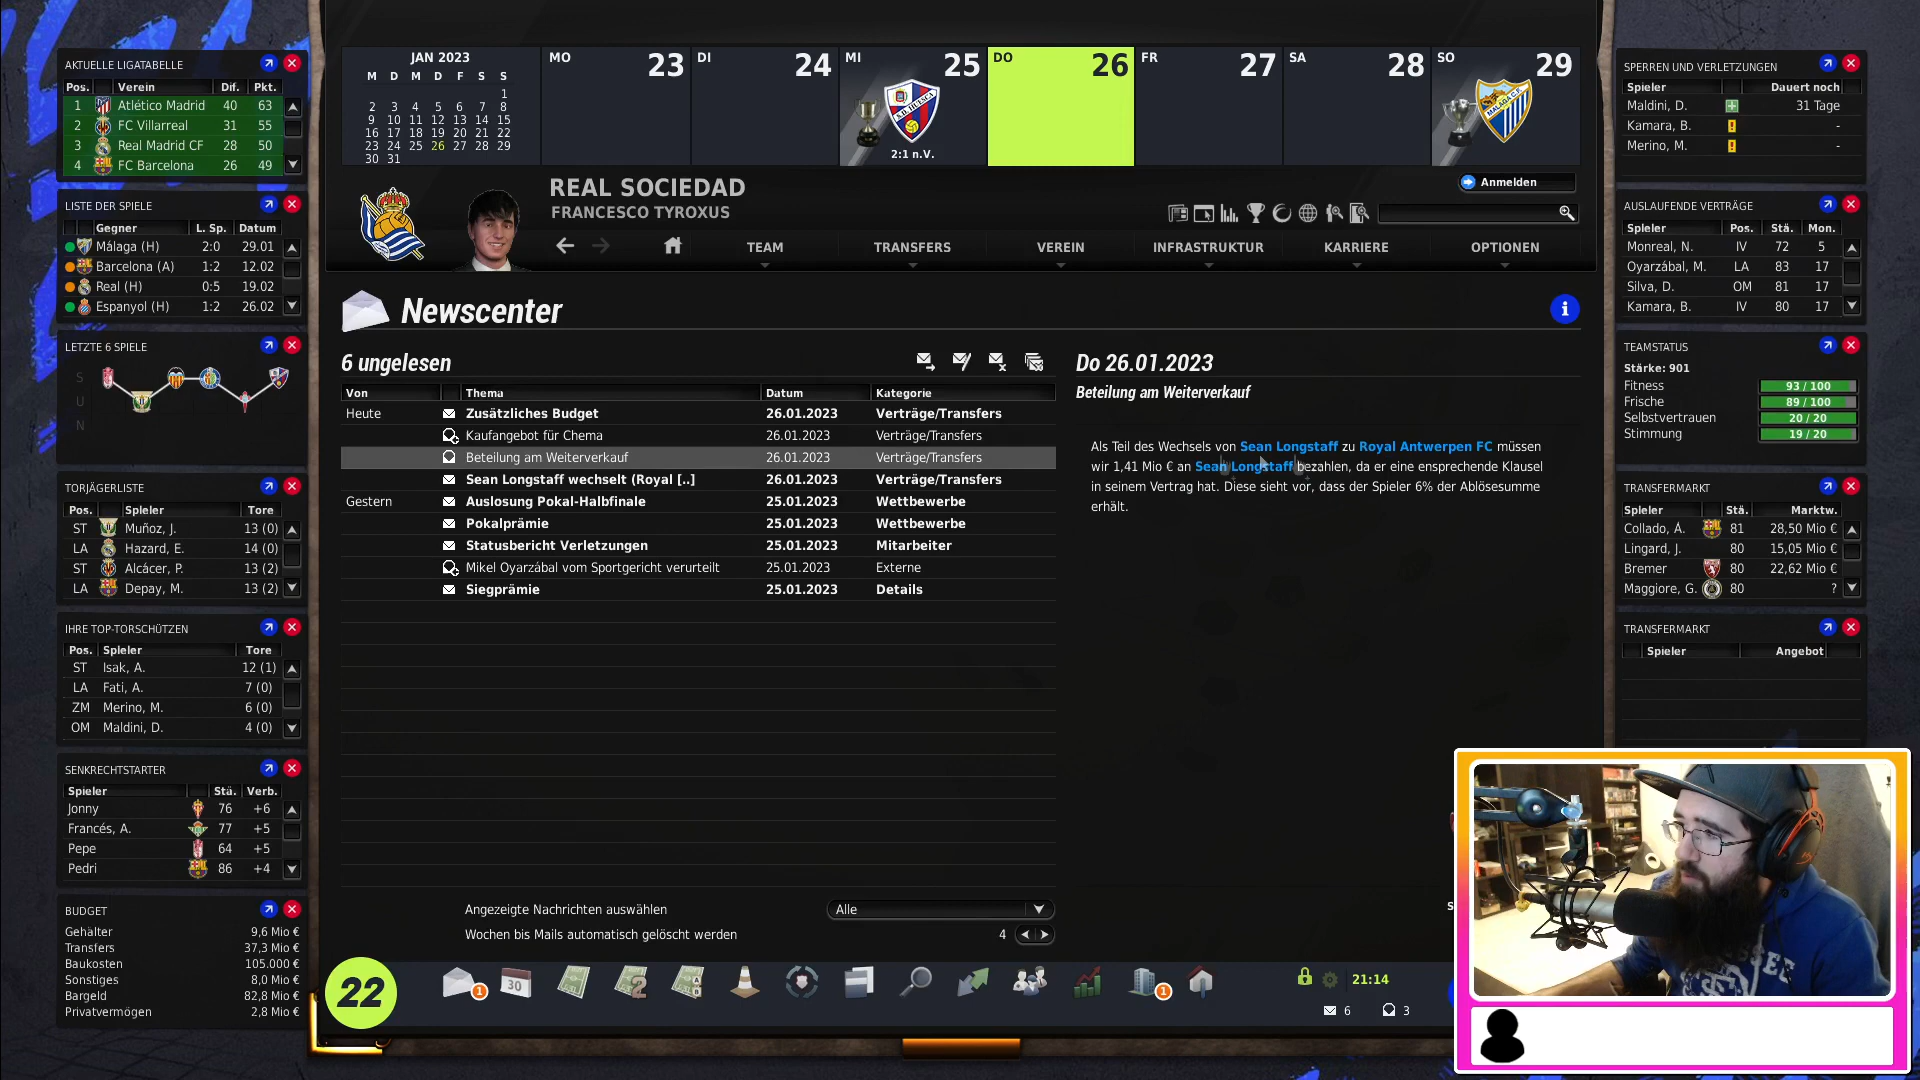 AKTUELLE LIGATABELLE
Pos. Verein Dif. Pkt.
1 Atlético Madrid 40 63
2 FC Villarreal 31 55
3 Real Madrid CF 28 50
4 FC Barcelona 26 49
LISTE DER SPIELE
Gegner L. Sp. Datum
Málaga (H) 2:0 29.01
Barcelona (A) 1:2 12.02
Real (H) 0:5 19.02
Espanyol (H) 1:2 26.02
LETZTE 6 SPIELE
S
U
N
TORJÄGERLISTE
Pos. Spieler Tore
ST Muñoz, J. 13 (0)
LA Hazard, E. 14 (0)
ST Alcácer, P. 13 (2)
LA Depay, M. 13 (2)
IHRE TOP-TORSCHÜTZEN
Pos. Spieler Tore
ST Isak, A. 12 (1)
LA Fati, A. 7 (0)
ZM Merino, M. 6 (0)
OM Maldini, D. 4 (0)
SENKRECHTSTARTER
Spieler Stä. Verb.
Jonny 76 +6
Francés, A. 77 +5
Pepe 64 +5
Pedri 86 +4
BUDGET
Gehälter 9,6 Mio €
Transfers 37,3 Mio €
Baukosten 105.000 €
Sonstiges 8,0 Mio €
Bargeld 82,8 Mio €
Privatvermögen 2,8 Mio €
JAN 2023
M D M D F S S
1
2 3 4 5 6 7 8
9 10 11 12 13 14 15
16 17 18 19 20 21 22
23 24 25 26 27 28 29
30 31
MO 23 DI 24 MI 25 DO 26 FR 27 SA 28 SO 29
2:1 n.V.
REAL SOCIEDAD
FRANCESCO TYROXUS
Anmelden
TEAM TRANSFERS VEREIN INFRASTRUKTUR KARRIERE OPTIONEN
Newscenter
i
6 ungelesen
Von Thema Datum Kategorie
Heute Zusätzliches Budget 26.01.2023 Verträge/Transfers
Kaufangebot für Chema 26.01.2023 Verträge/Transfers
Beteilung am Weiterverkauf 26.01.2023 Verträge/Transfers
Sean Longstaff wechselt (Royal [..] 26.01.2023 Verträge/Transfers
Gestern Auslosung Pokal-Halbfinale 25.01.2023 Wettbewerbe
Pokalprämie 25.01.2023 Wettbewerbe
Statusbericht Verletzungen 25.01.2023 Mitarbeiter
Mikel Oyarzábal vom Sportgericht verurteilt 25.01.2023 Externe
Siegprämie 25.01.2023 Details
Angezeigte Nachrichten auswählen Alle
Wochen bis Mails automatisch gelöscht werden 4
Do 26.01.2023
Beteilung am Weiterverkauf
Als Teil des Wechsels von Sean Longstaff zu Royal Antwerpen FC müssen
wir 1,41 Mio € an Sean Longstaff bezahlen, da er eine ensprechende Klausel
in seinem Vertrag hat. Diese sieht vor, dass der Spieler 6% der Ablösesumme
erhält.
22
1
30
2
1
21:14
6 3
SPERREN UND VERLETZUNGEN
Spieler Dauert noch
Maldini, D. 31 Tage
Kamara, B. -
Merino, M. -
AUSLAUFENDE VERTRÄGE
Spieler Pos. Stä. Mon.
Monreal, N. IV 72 5
Oyarzábal, M. LA 83 17
Silva, D. OM 81 17
Kamara, B. IV 80 17
TEAMSTATUS
Stärke: 901
Fitness 93 / 100
Frische 89 / 100
Selbstvertrauen 20 / 20
Stimmung 19 / 20
TRANSFERMARKT
Spieler Stä. Marktw.
Collado, Á. 81 28,50 Mio €
Lingard, J. 80 15,05 Mio €
Bremer 80 22,62 Mio €
Maggiore, G. 80 ?
TRANSFERMARKT
Spieler Angebot